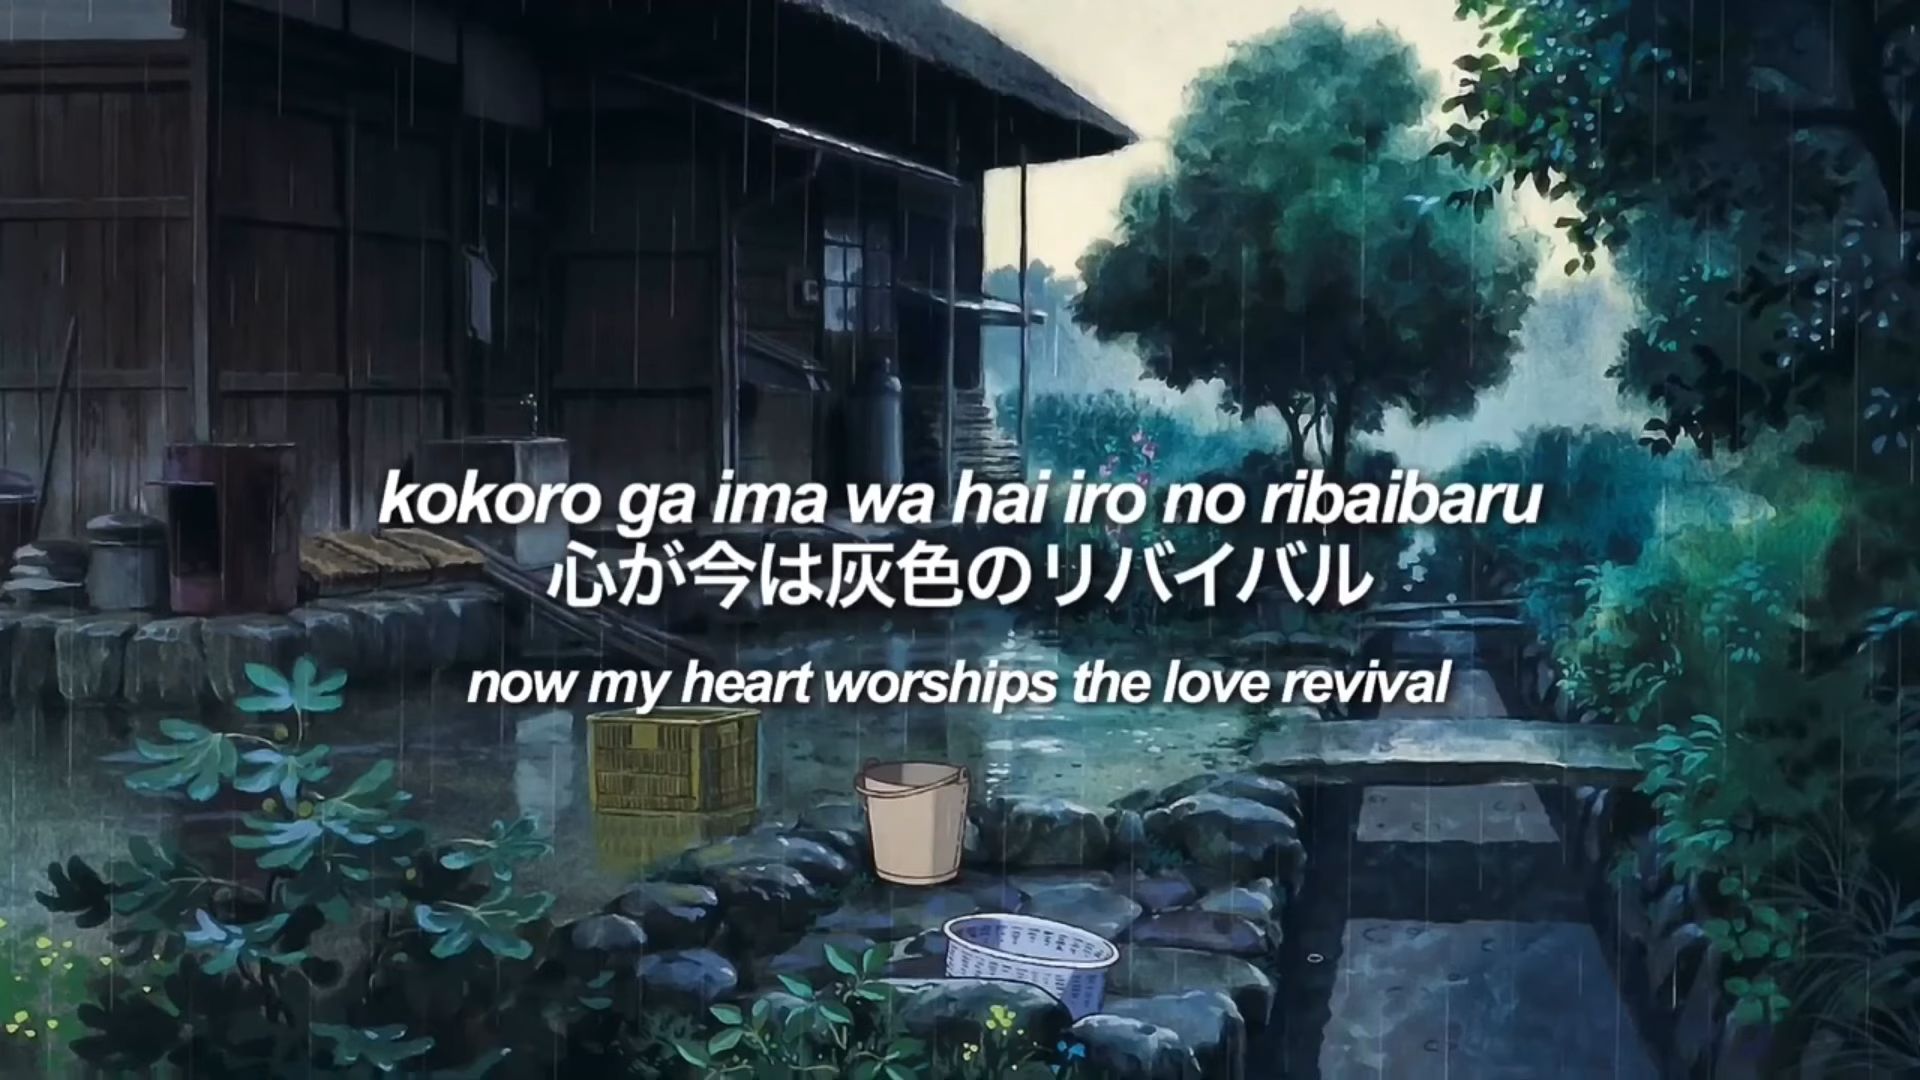 kokoro ga ima wa hai iro no ribaibaru
心が今は灰色のリバイバル
now my heart worships the love revival